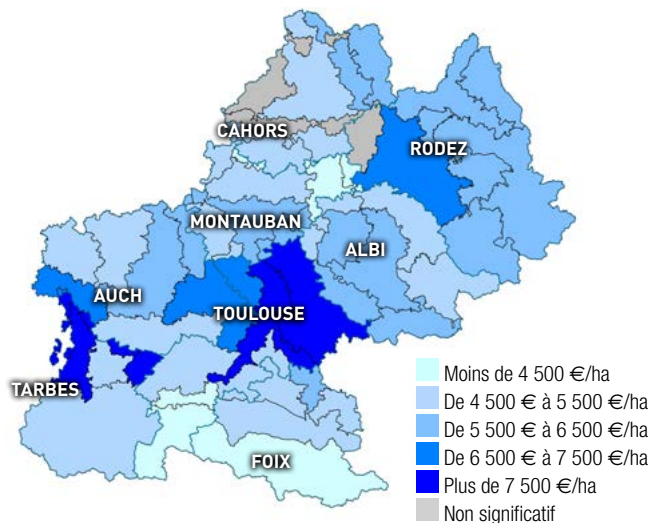 CAHORS
RODEZ
MONTAUBAN
ALBI
AUCH
TOULOUSE
TARBES
FOIX
Moins de 4 500 €/ha
De 4 500 € à 5 500 €/ha
De 5 500 € à 6 500 €/ha
De 6 500 € à 7 500 €/ha
Plus de 7 500 €/ha
Non significatif